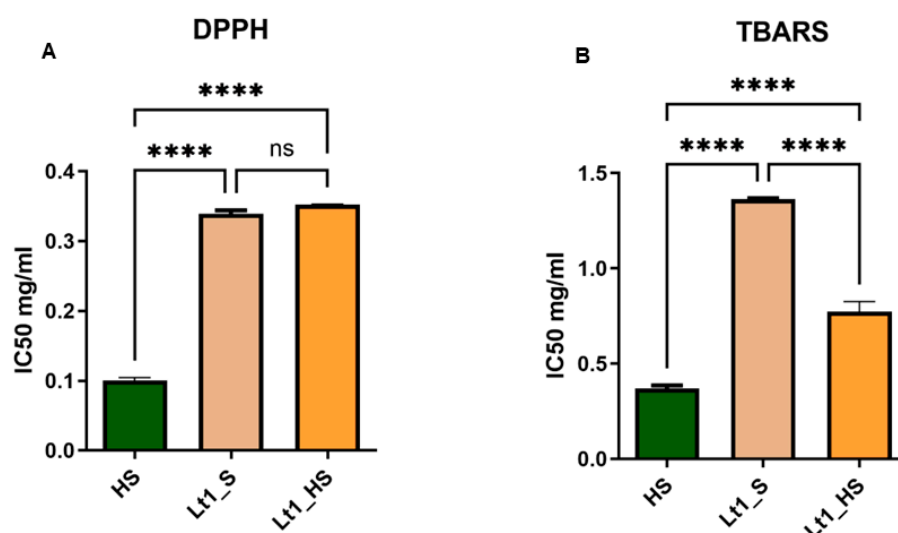 A
DPPH
****
****
ns
0.4
0.3
0.2
0.1
0.0
IC50 mg/ml
HS
Lt1_S
Lt1_HS
B
TBARS
****
****
****
1.5
1.0
0.5
0.0
IC50 mg/ml
HS
Lt1_S
Lt1_HS